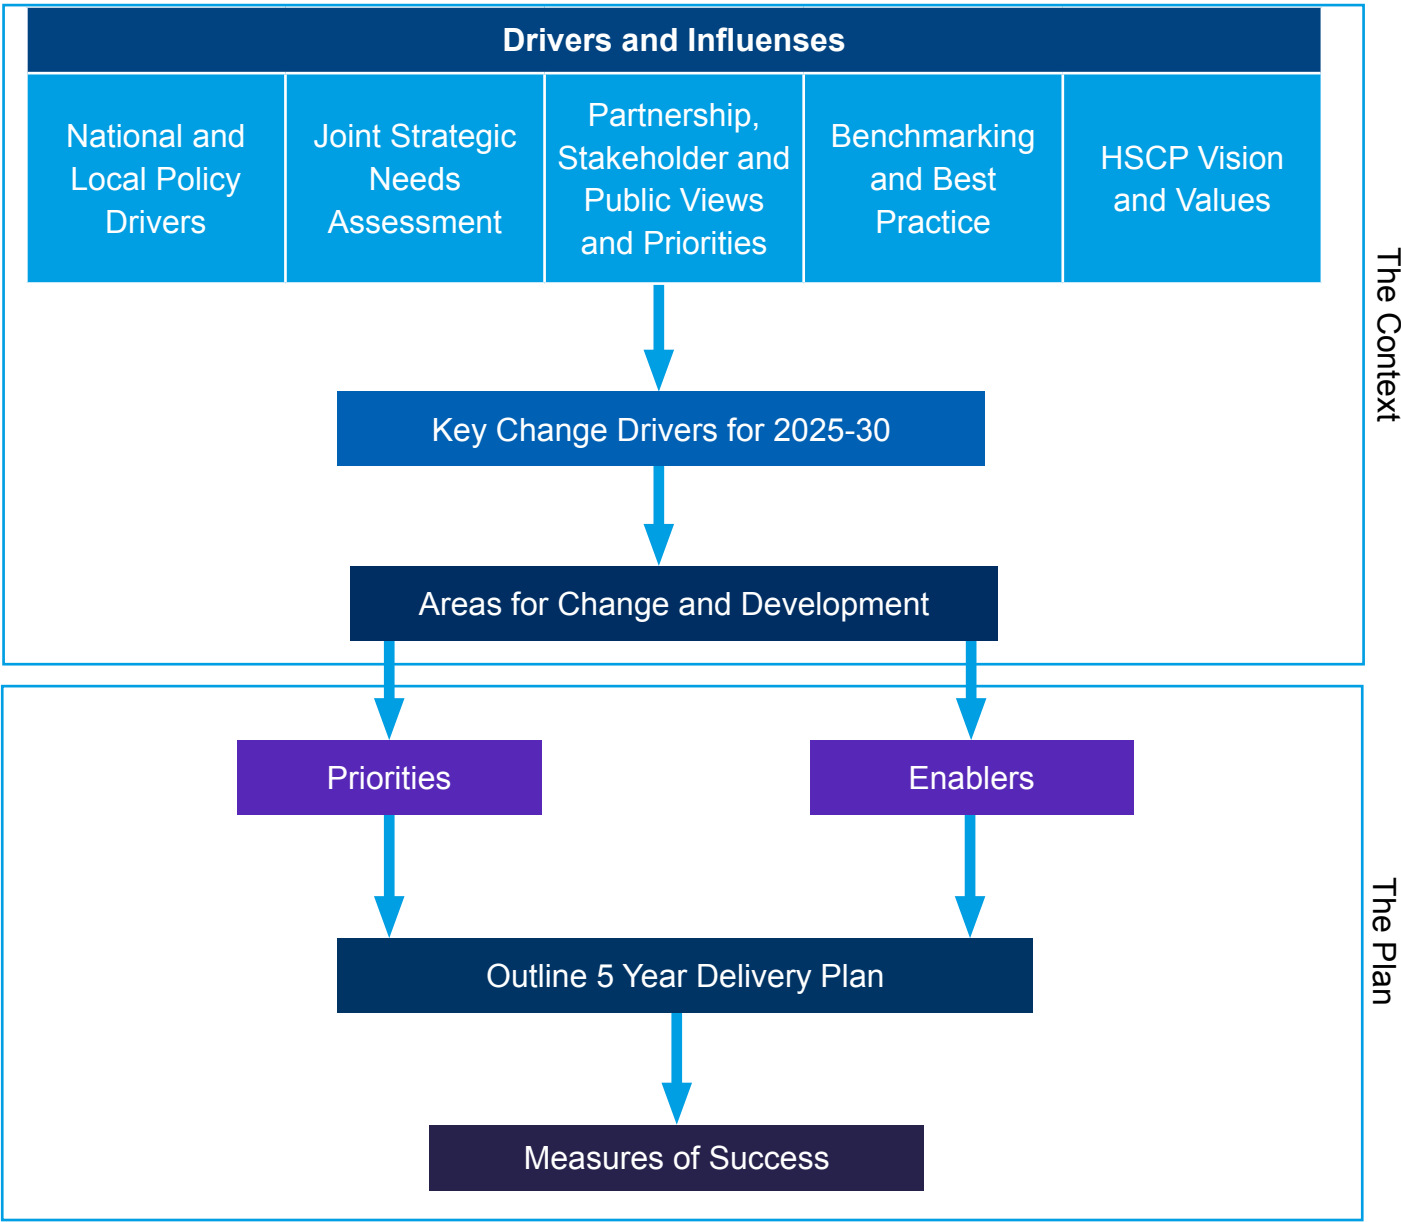 Drivers and Influenses
National and
Local Policy
Drivers
Joint Strategic
Needs
Assessment
Partnership,
Stakeholder and
Public Views
and Priorities
Benchmarking
and Best
Practice
HSCP Vision
and Values
The Context
Key Change Drivers for 2025-30
Areas for Change and Development
Priorities
Enablers
The Plan
Outline 5 Year Delivery Plan
Measures of Success